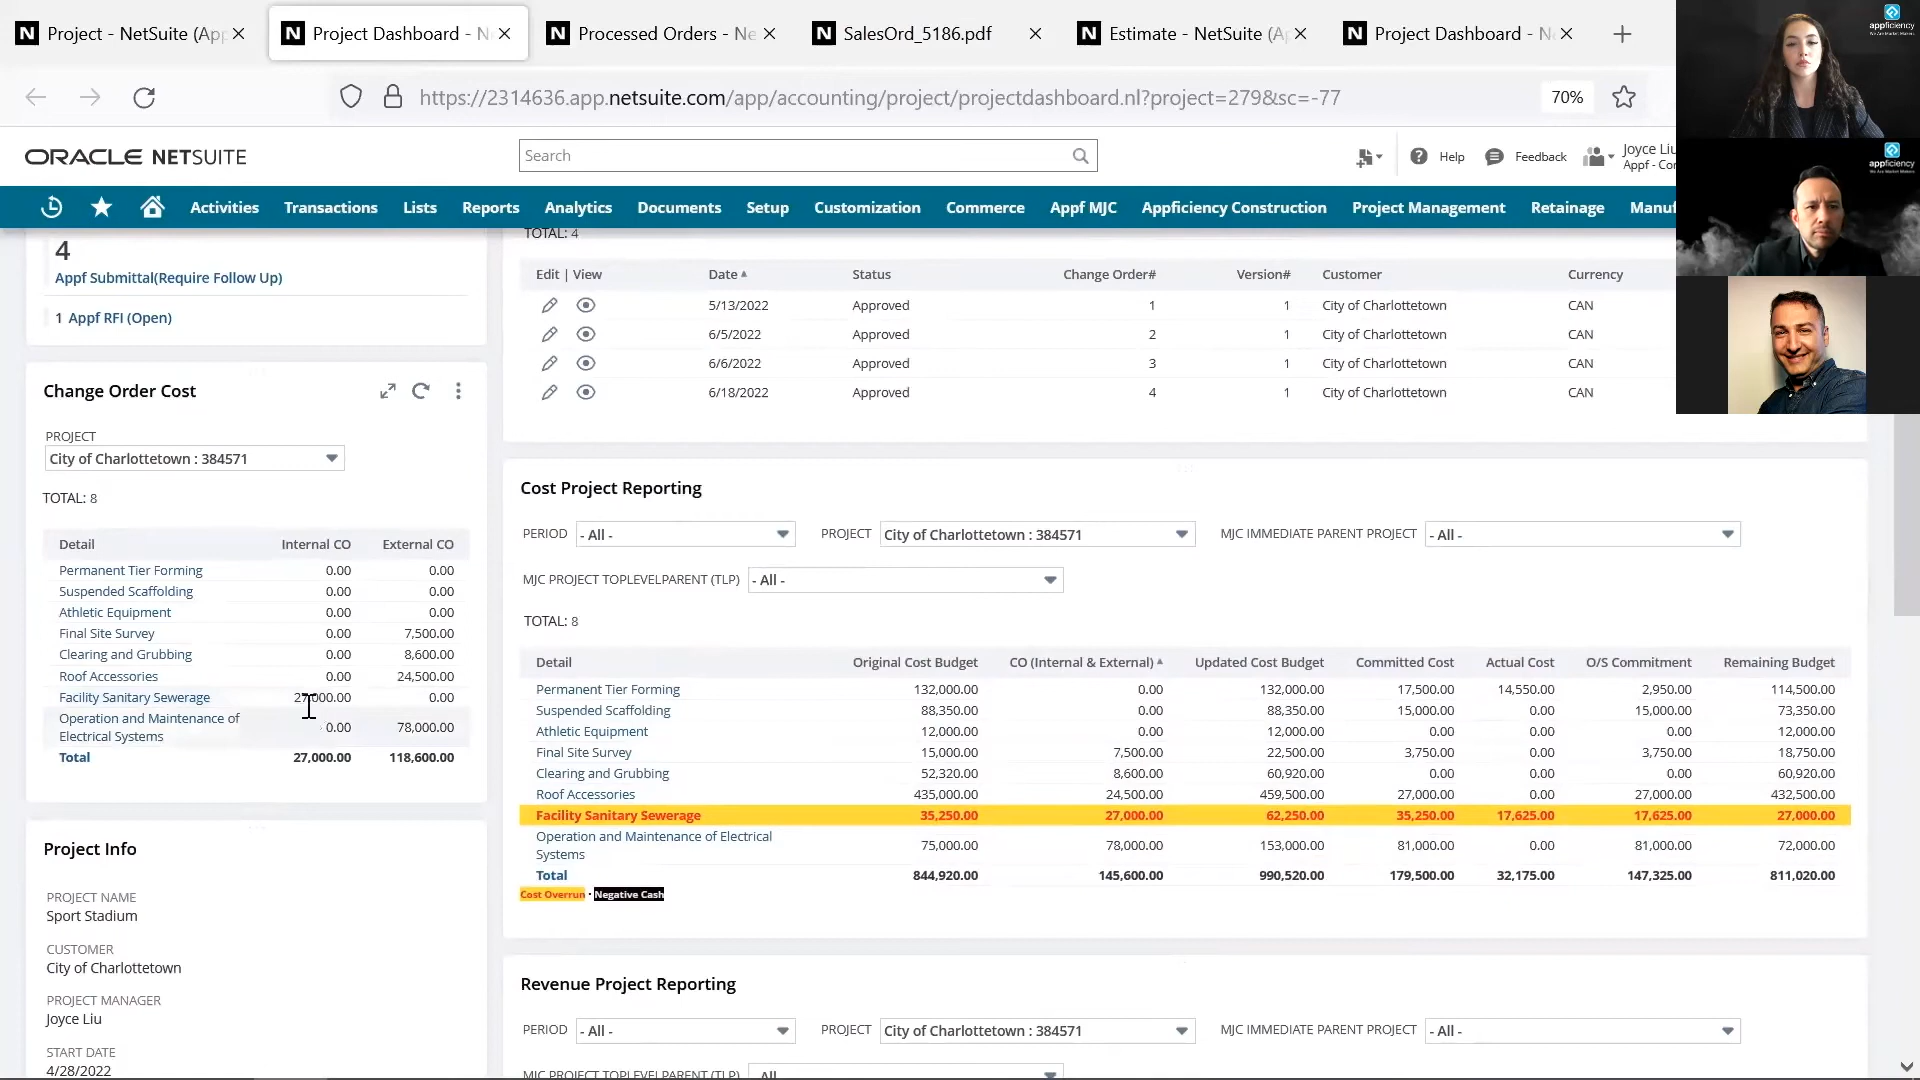 Project - NetSuite (App
Project Dashboard - N
Processed Orders - Ne
SalesOrd_5186.pdf
Estimate - NetSuite (A
Project Dashboard - N
https://2314636.app.netsuite.com/app/accounting/project/projectdashboard.nl?project=279&sc=-77
70%
ORACLE NETSUITE
Search
Help
Feedback
Joyce Liu
Appf - Con
appficiency
We Are Market Makers
appficiency
We Are Market Makers
Activities Transactions Lists Reports Analytics Documents Setup Customization Commerce Appf MJC Appficiency Construction Project Management Retainage Manuf
4
Appf Submittal(Require Follow Up)
1 Appf RFI (Open)
Change Order Cost
PROJECT
City of Charlottetown : 384571
TOTAL: 8
Detail Internal CO External CO
Permanent Tier Forming 0.00 0.00
Suspended Scaffolding 0.00 0.00
Athletic Equipment 0.00 0.00
Final Site Survey 0.00 7,500.00
Clearing and Grubbing 0.00 8,600.00
Roof Accessories 0.00 24,500.00
Facility Sanitary Sewerage 27,000.00 0.00
Operation and Maintenance of
Electrical Systems 0.00 78,000.00
Total 27,000.00 118,600.00
Project Info
PROJECT NAME
Sport Stadium
CUSTOMER
City of Charlottetown
PROJECT MANAGER
Joyce Liu
START DATE
4/28/2022
TOTAL: 4
Edit | View Date Status Change Order# Version# Customer Currency
5/13/2022 Approved 1 1 City of Charlottetown CAN
6/5/2022 Approved 2 1 City of Charlottetown CAN
6/6/2022 Approved 3 1 City of Charlottetown CAN
6/18/2022 Approved 4 1 City of Charlottetown CAN
Cost Project Reporting
PERIOD - All - PROJECT City of Charlottetown : 384571 MJC IMMEDIATE PARENT PROJECT - All -
MJC PROJECT TOPLEVELPARENT (TLP) - All -
TOTAL: 8
Detail Original Cost Budget CO (Internal & External) Updated Cost Budget Committed Cost Actual Cost O/S Commitment Remaining Budget
Permanent Tier Forming 132,000.00 0.00 132,000.00 17,500.00 14,550.00 2,950.00 114,500.00
Suspended Scaffolding 88,350.00 0.00 88,350.00 15,000.00 0.00 15,000.00 73,350.00
Athletic Equipment 12,000.00 0.00 12,000.00 0.00 0.00 0.00 12,000.00
Final Site Survey 15,000.00 7,500.00 22,500.00 3,750.00 0.00 3,750.00 18,750.00
Clearing and Grubbing 52,320.00 8,600.00 60,920.00 0.00 0.00 0.00 60,920.00
Roof Accessories 435,000.00 24,500.00 459,500.00 27,000.00 0.00 27,000.00 432,500.00
Facility Sanitary Sewerage 35,250.00 27,000.00 62,250.00 35,250.00 17,625.00 17,625.00 27,000.00
Operation and Maintenance of Electrical
Systems 75,000.00 78,000.00 153,000.00 81,000.00 0.00 81,000.00 72,000.00
Total 844,920.00 145,600.00 990,520.00 179,500.00 32,175.00 147,325.00 811,020.00
Cost Overrun - Negative Cash
Revenue Project Reporting
PERIOD - All - PROJECT City of Charlottetown : 384571 MJC IMMEDIATE PARENT PROJECT - All -
MJC PROJECT TOPLEVELPARENT (TLP) - All -